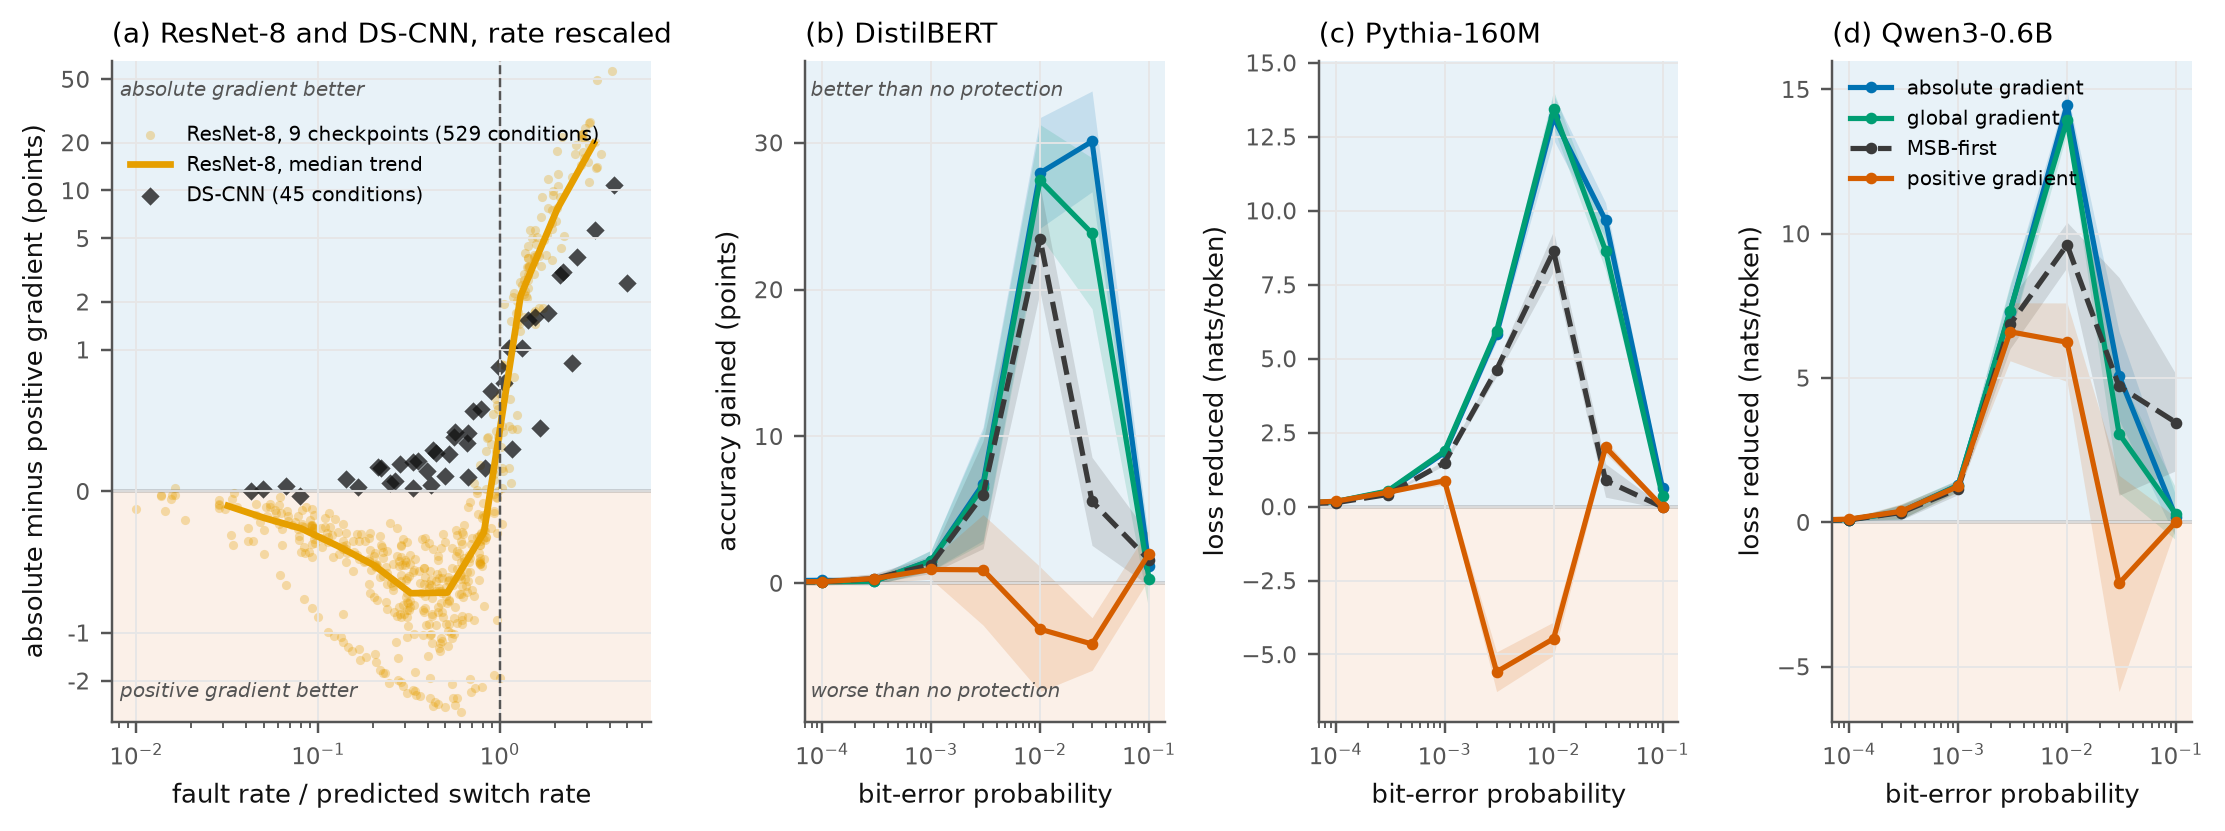 (a) ResNet-8 and DS-CNN, rate rescaled
absolute minus positive gradient (points)
50
20
10
5
2
1
0
-1
-2
absolute gradient better
ResNet-8, 9 checkpoints (529 conditions)
ResNet-8, median trend
DS-CNN (45 conditions)
positive gradient better
10⁻² 10⁻¹ 10⁰
fault rate / predicted switch rate
(b) DistilBERT
accuracy gained (points)
30
20
10
0
better than no protection
worse than no protection
10⁻⁴ 10⁻³ 10⁻² 10⁻¹
bit-error probability
(c) Pythia-160M
loss reduced (nats/token)
15.0
12.5
10.0
7.5
5.0
2.5
0.0
−2.5
−5.0
10⁻⁴ 10⁻³ 10⁻² 10⁻¹
bit-error probability
(d) Qwen3-0.6B
loss reduced (nats/token)
15
10
5
0
−5
absolute gradient
global gradient
MSB-first
positive gradient
10⁻⁴ 10⁻³ 10⁻² 10⁻¹
bit-error probability